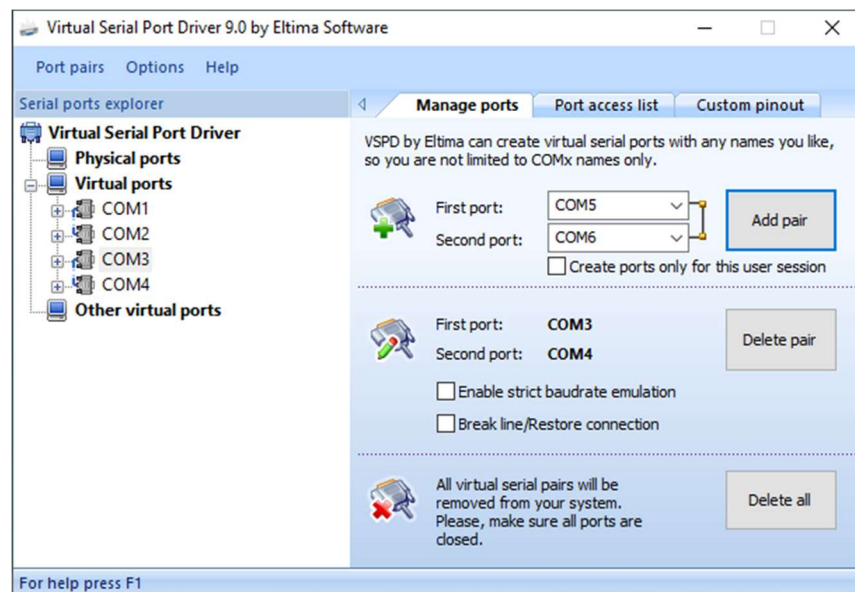 Virtual Serial Port Driver 9.0 by Eltima Software
Port pairs Options Help
Serial ports explorer
Virtual Serial Port Driver
Physical ports
Virtual ports
COM1
COM2
COM3
COM4
Other virtual ports
Manage ports Port access list Custom pinout
VSPD by Eltima can create virtual serial ports with any names you like,
so you are not limited to COMx names only.
First port: COM5
Second port: COM6
Add pair
Create ports only for this user session
First port: COM3
Second port: COM4
Delete pair
Enable strict baudrate emulation
Break line/Restore connection
All virtual serial pairs will be
removed from your system.
Please, make sure all ports are
closed.
Delete all
For help press F1